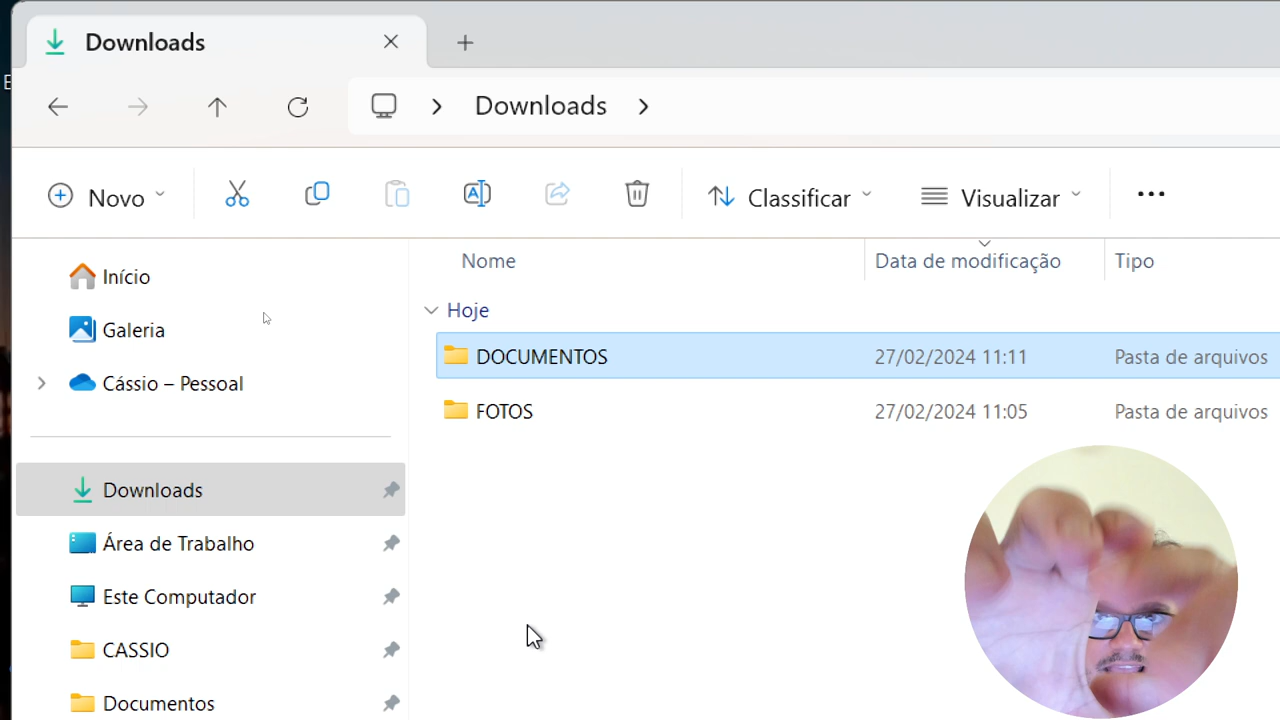 Downloads
Downloads
Novo
Classificar
Visualizar
Nome
Data de modificação
Tipo
Início
Galeria
Cássio – Pessoal
Downloads
Área de Trabalho
Este Computador
CASSIO
Documentos
Hoje
DOCUMENTOS 27/02/2024 11:11 Pasta de arquivos
FOTOS 27/02/2024 11:05 Pasta de arquivos